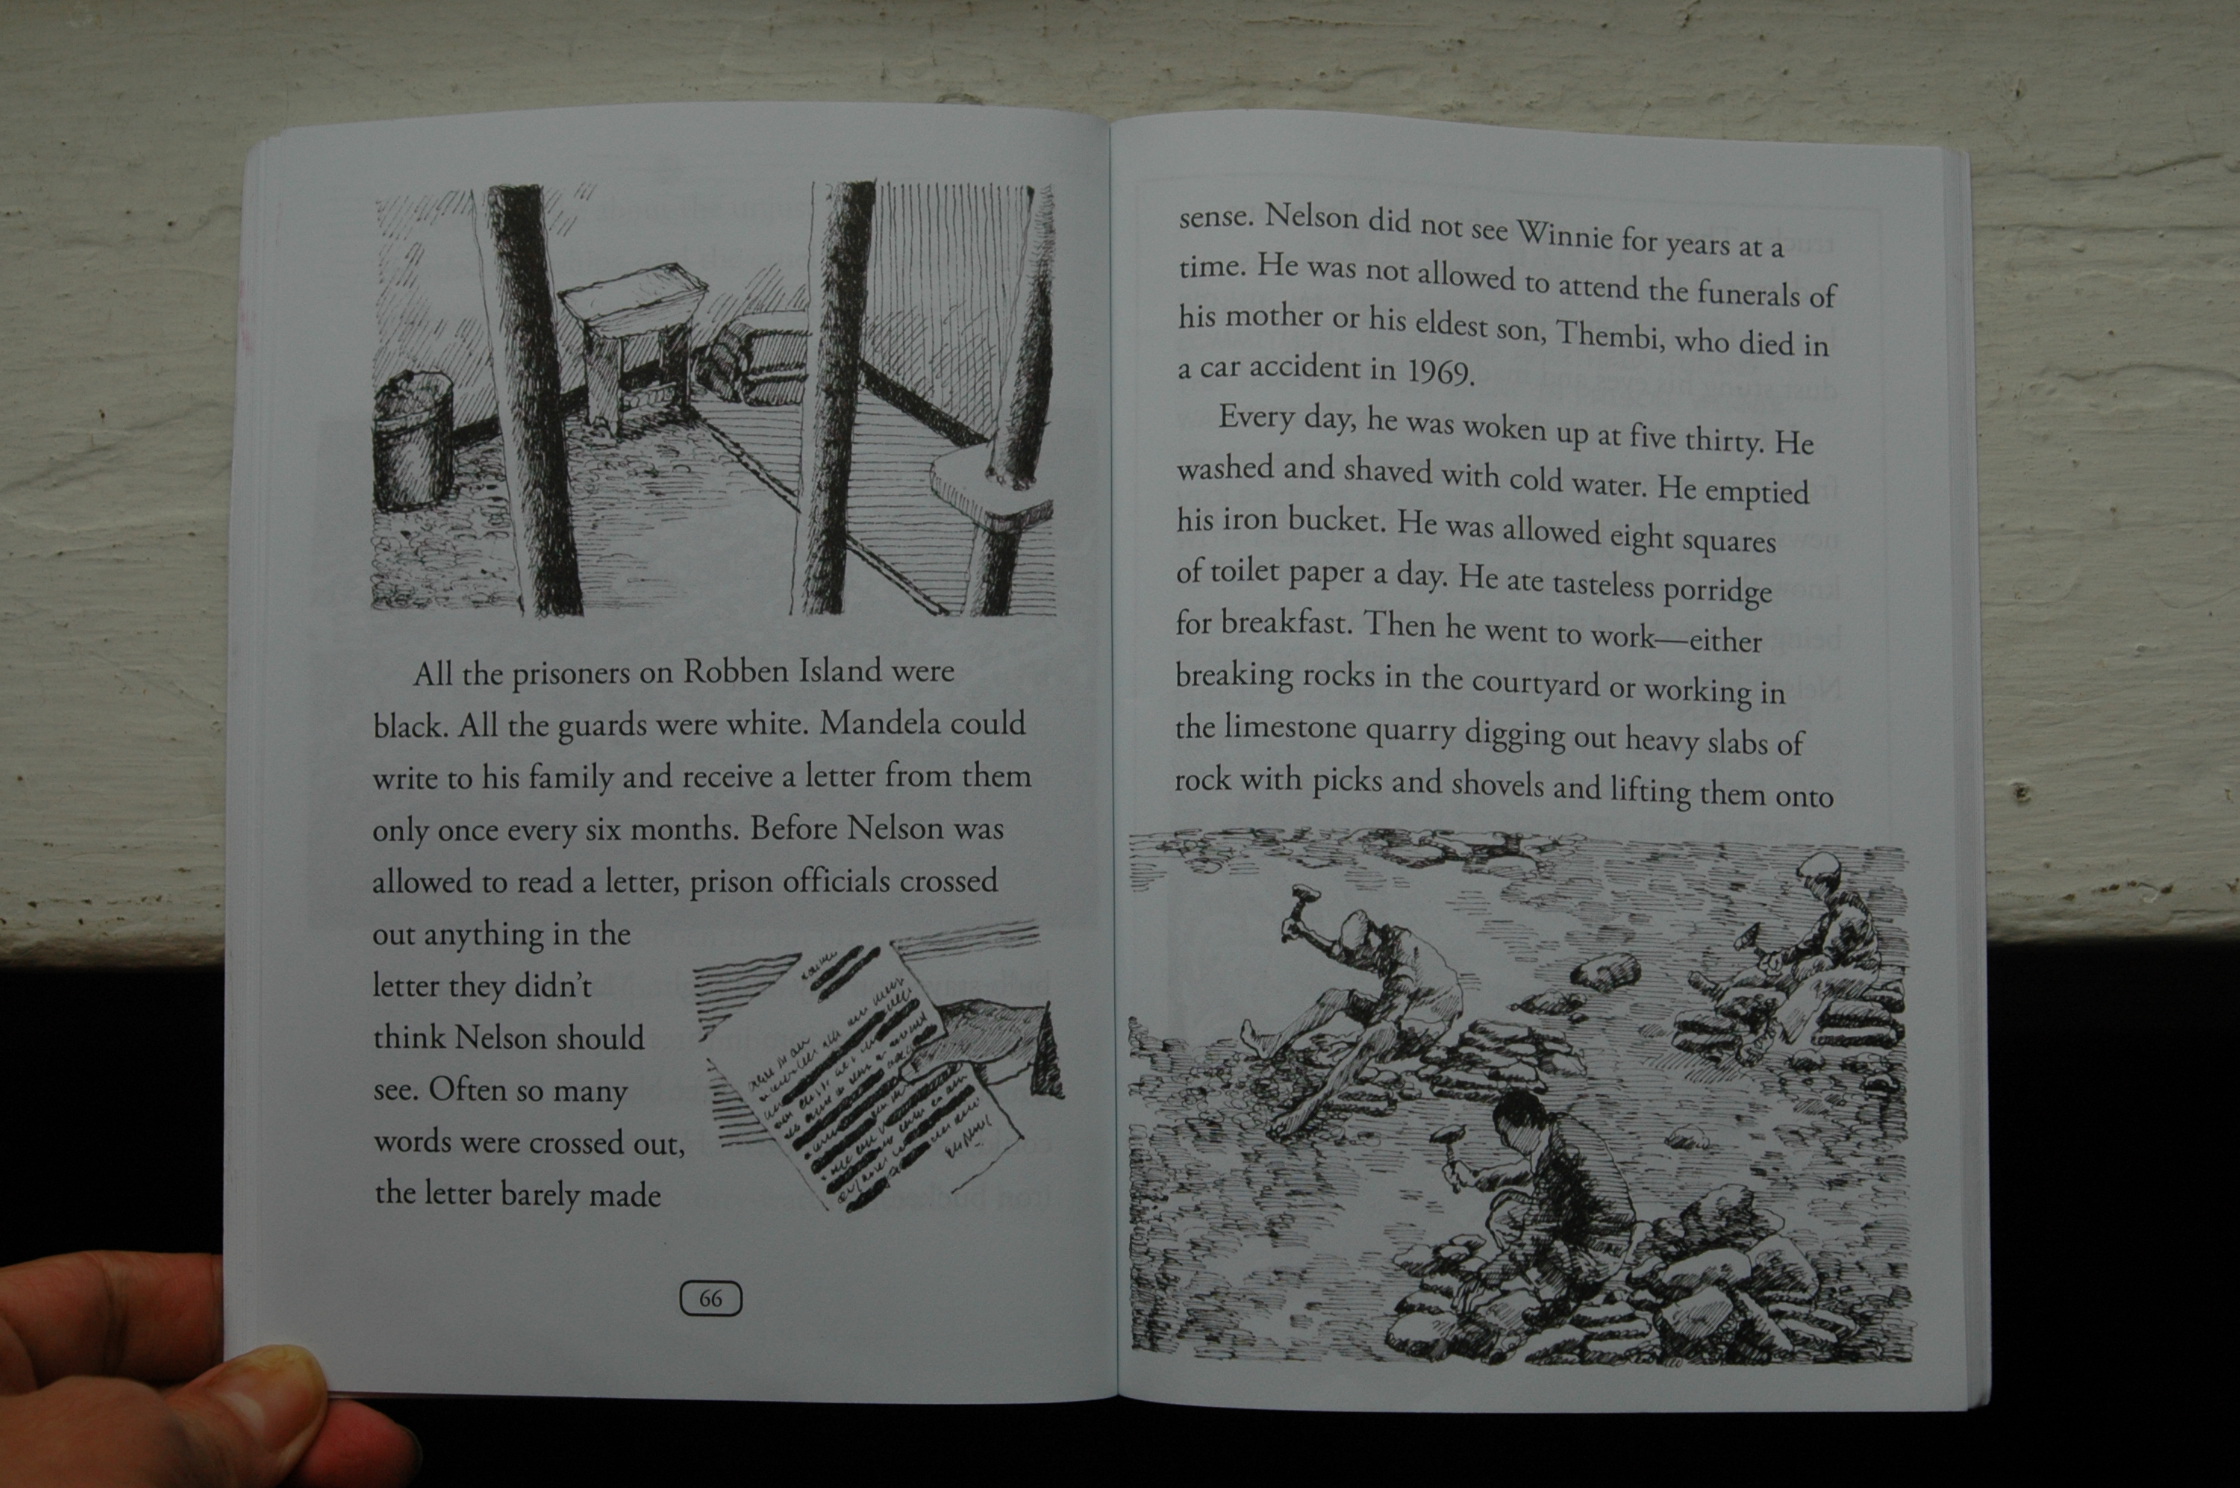 All the prisoners on Robben Island were
black. All the guards were white. Mandela could
write to his family and receive a letter from them
only once every six months. Before Nelson was
allowed to read a letter, prison officials crossed
out anything in the
letter they didn't
think Nelson should
see. Often so many
words were crossed out,
the letter barely made
66
sense. Nelson did not see Winnie for years at a
time. He was not allowed to attend the funerals of
his mother or his eldest son, Thembi, who died in
a car accident in 1969.
Every day, he was woken up at five thirty. He
washed and shaved with cold water. He emptied
his iron bucket. He was allowed eight squares
of toilet paper a day. He ate tasteless porridge
for breakfast. Then he went to work—either
breaking rocks in the courtyard or working in
the limestone quarry digging out heavy slabs of
rock with picks and shovels and lifting them onto